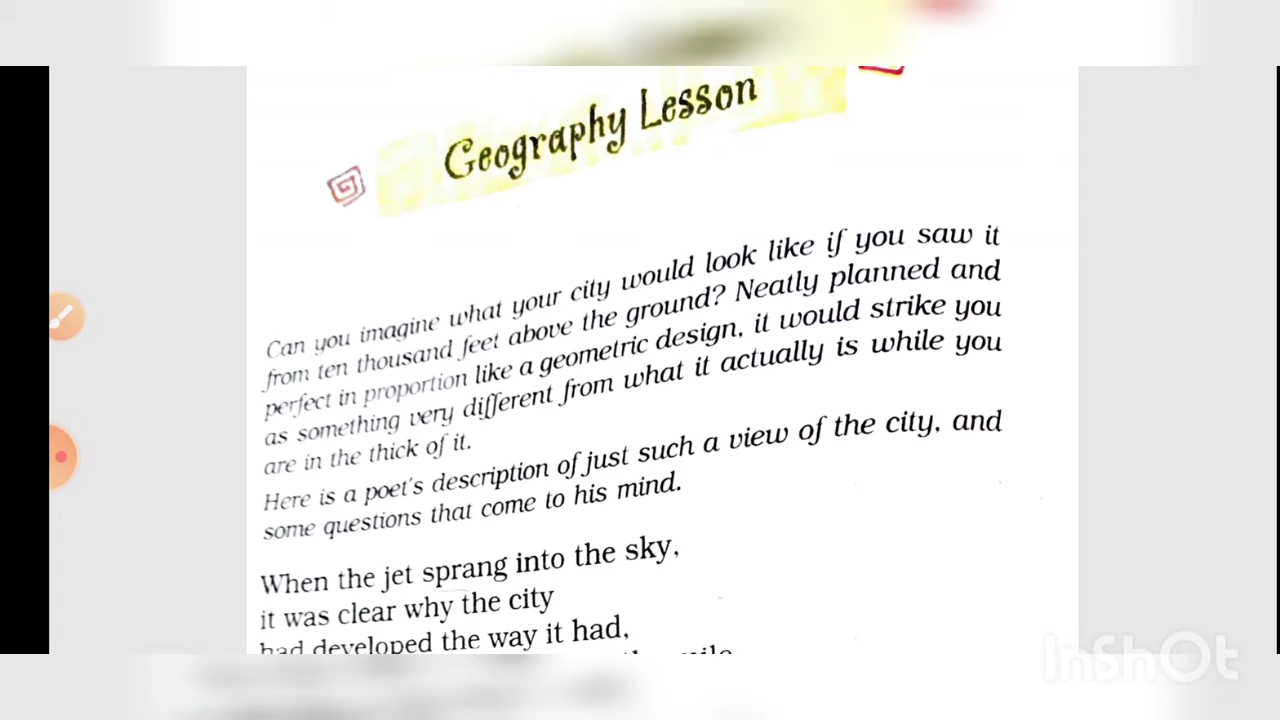 Geography Lesson
Can you imagine what your city would look like if you saw it
from ten thousand feet above the ground? Neatly planned and
perfect in proportion like a geometric design, it would strike you
as something very different from what it actually is while you
are in the thick of it.
Here is a poet's description of just such a view of the city, and
some questions that come to his mind.
When the jet sprang into the sky,
it was clear why the city
had developed the way it had,
InShOt